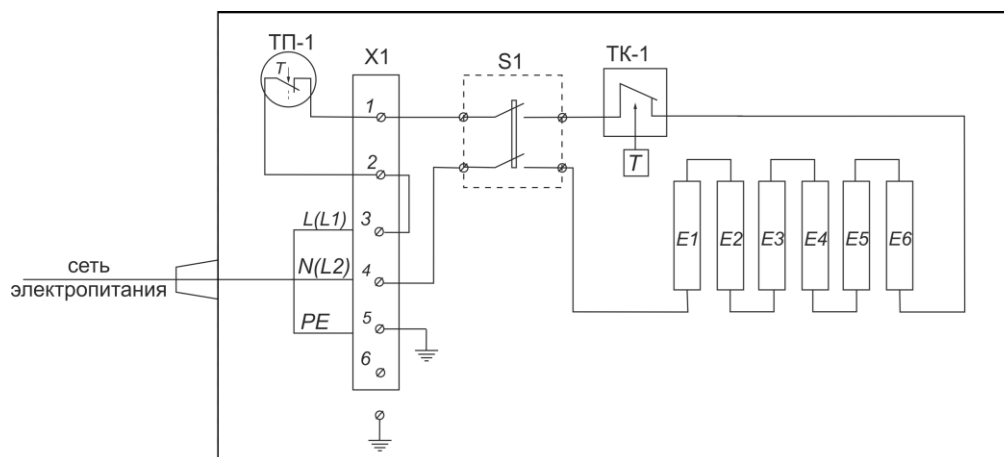 ТП-1
X1
S1
ТК-1
T
1
2
3
4
5
6
L(L1)
N(L2)
PE
T
E1
E2
E3
E4
E5
E6
сеть
электропитания